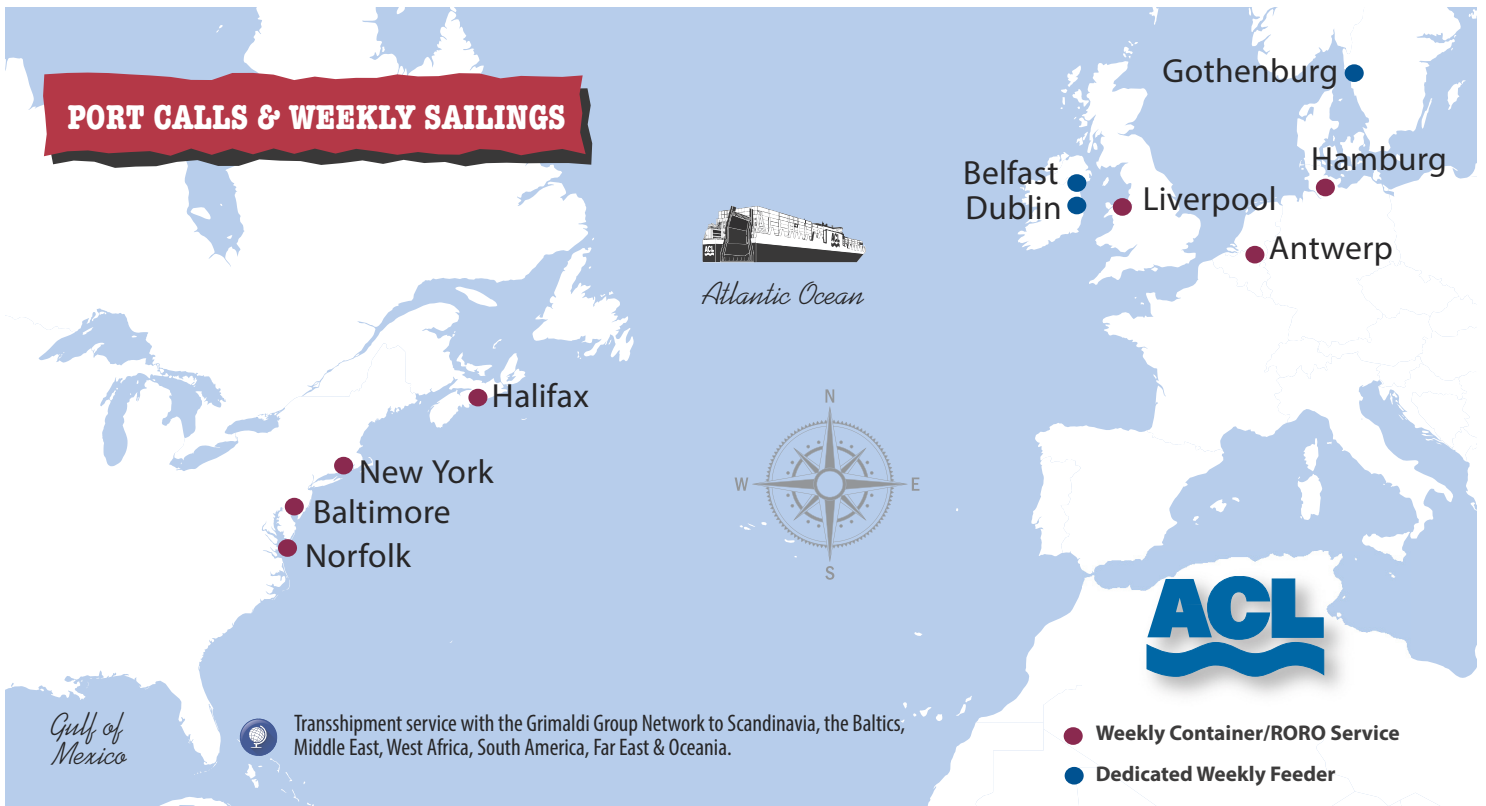 PORT CALLS & WEEKLY SAILINGS
Gothenburg
Hamburg
Belfast
Dublin
Liverpool
Antwerp
ACL
ACL
Atlantic Ocean
Halifax
New York
Baltimore
Norfolk
N
W
E
S
ACL
Gulf of
Mexico
Transshipment service with the Grimaldi Group Network to Scandinavia, the Baltics,
Middle East, West Africa, South America, Far East & Oceania.
Weekly Container/RORO Service
Dedicated Weekly Feeder